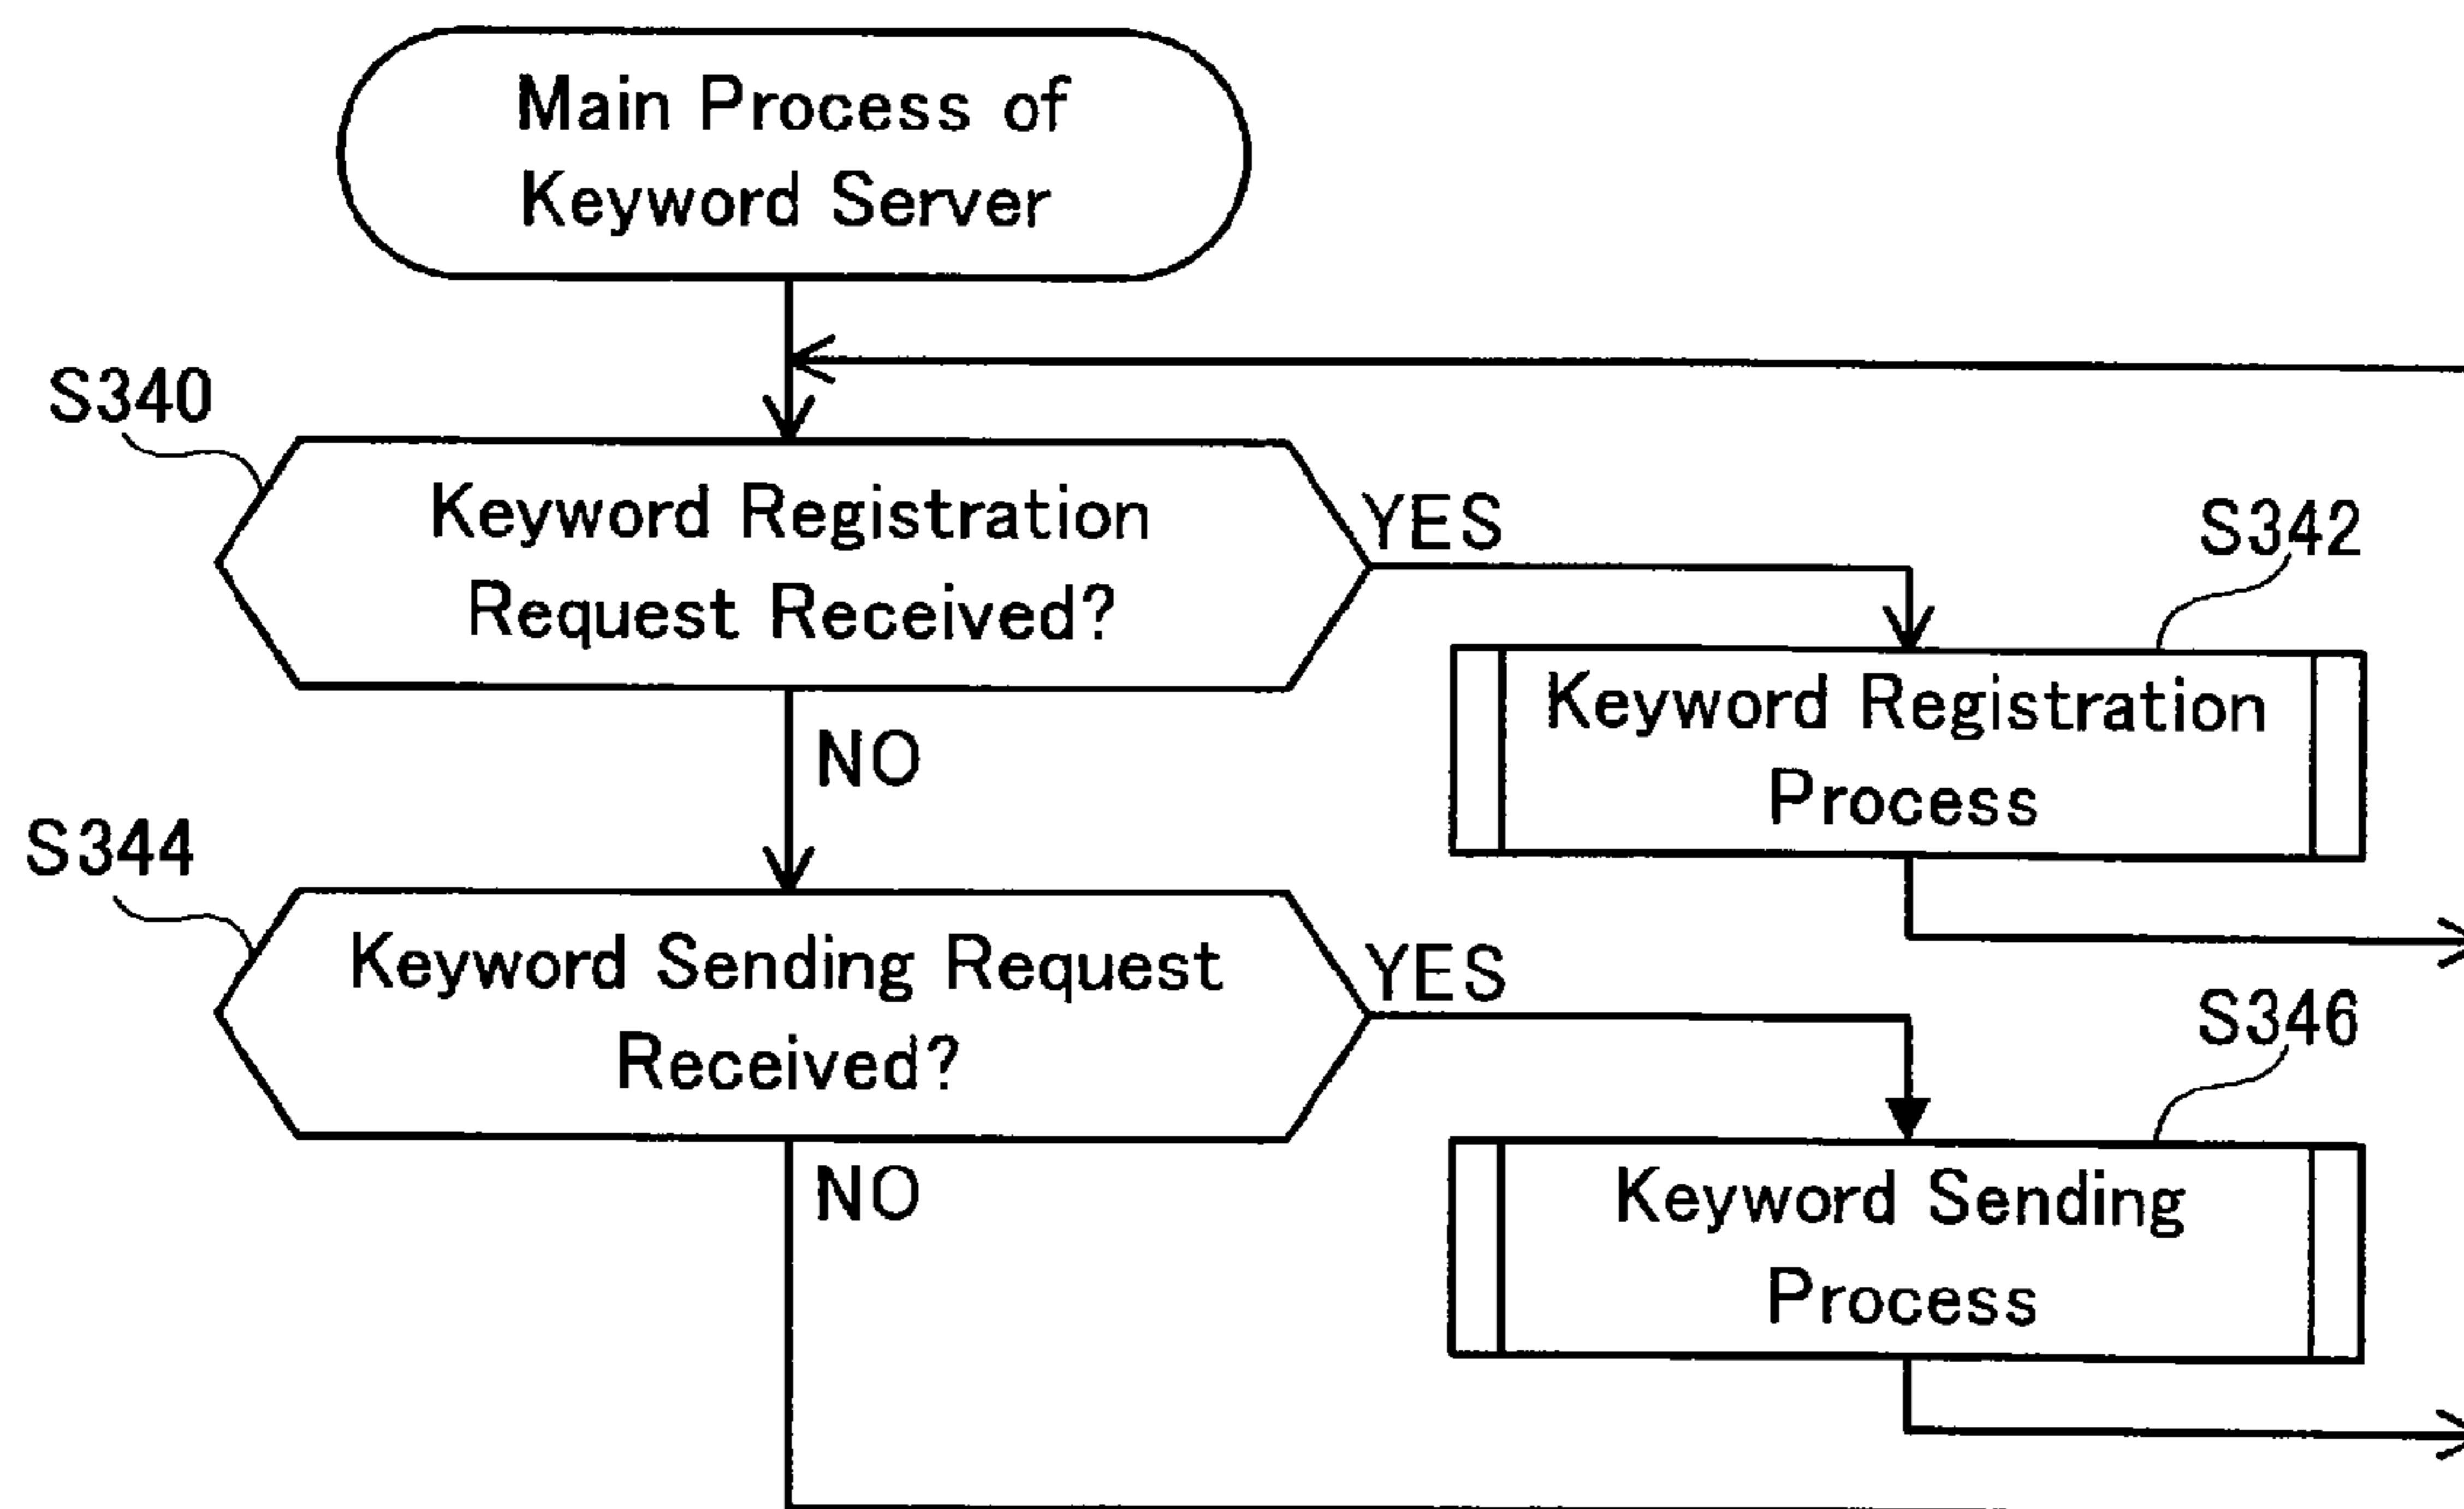 Main Process of
Keyword Server
S340
Keyword Registration
Request Received?
YES
S342
Keyword Registration
Process
NO
S344
Keyword Sending Request
Received?
YES
S346
Keyword Sending
Process
NO